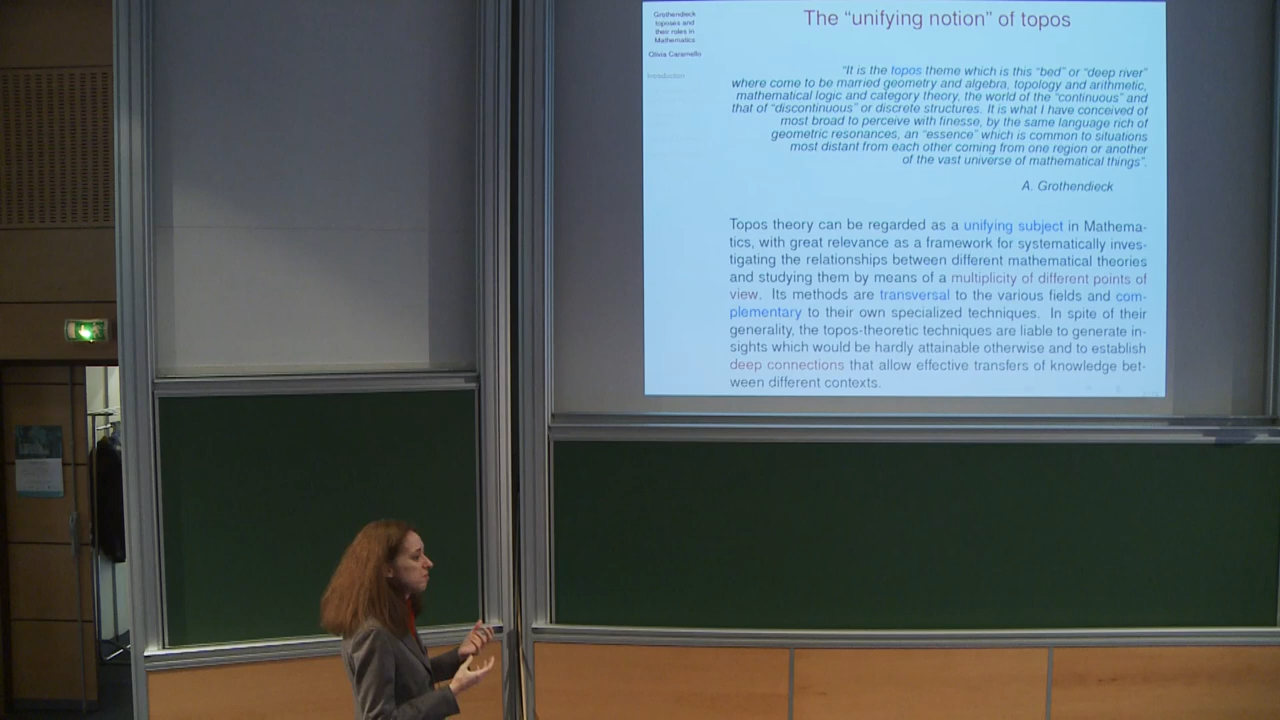 Grothendieck
toposes and
their roles in
Mathematics
Olivia Caramello
Introduction
The “unifying notion” of topos
“It is the topos theme which is this “bed” or “deep river”
where come to be married geometry and algebra, topology and arithmetic,
mathematical logic and category theory, the world of the “continuous” and
that of “discontinuous” or discrete structures. It is what I have conceived of
most broad to perceive with finesse, by the same language rich of
geometric resonances, an “essence” which is common to situations
most distant from each other coming from one region or another
of the vast universe of mathematical things”.
A. Grothendieck
Topos theory can be regarded as a unifying subject in Mathema-
tics, with great relevance as a framework for systematically inves-
tigating the relationships between different mathematical theories
and studying them by means of a multiplicity of different points of
view. Its methods are transversal to the various fields and com-
plementary to their own specialized techniques. In spite of their
generality, the topos-theoretic techniques are liable to generate in-
sights which would be hardly attainable otherwise and to establish
deep connections that allow effective transfers of knowledge bet-
ween different contexts.